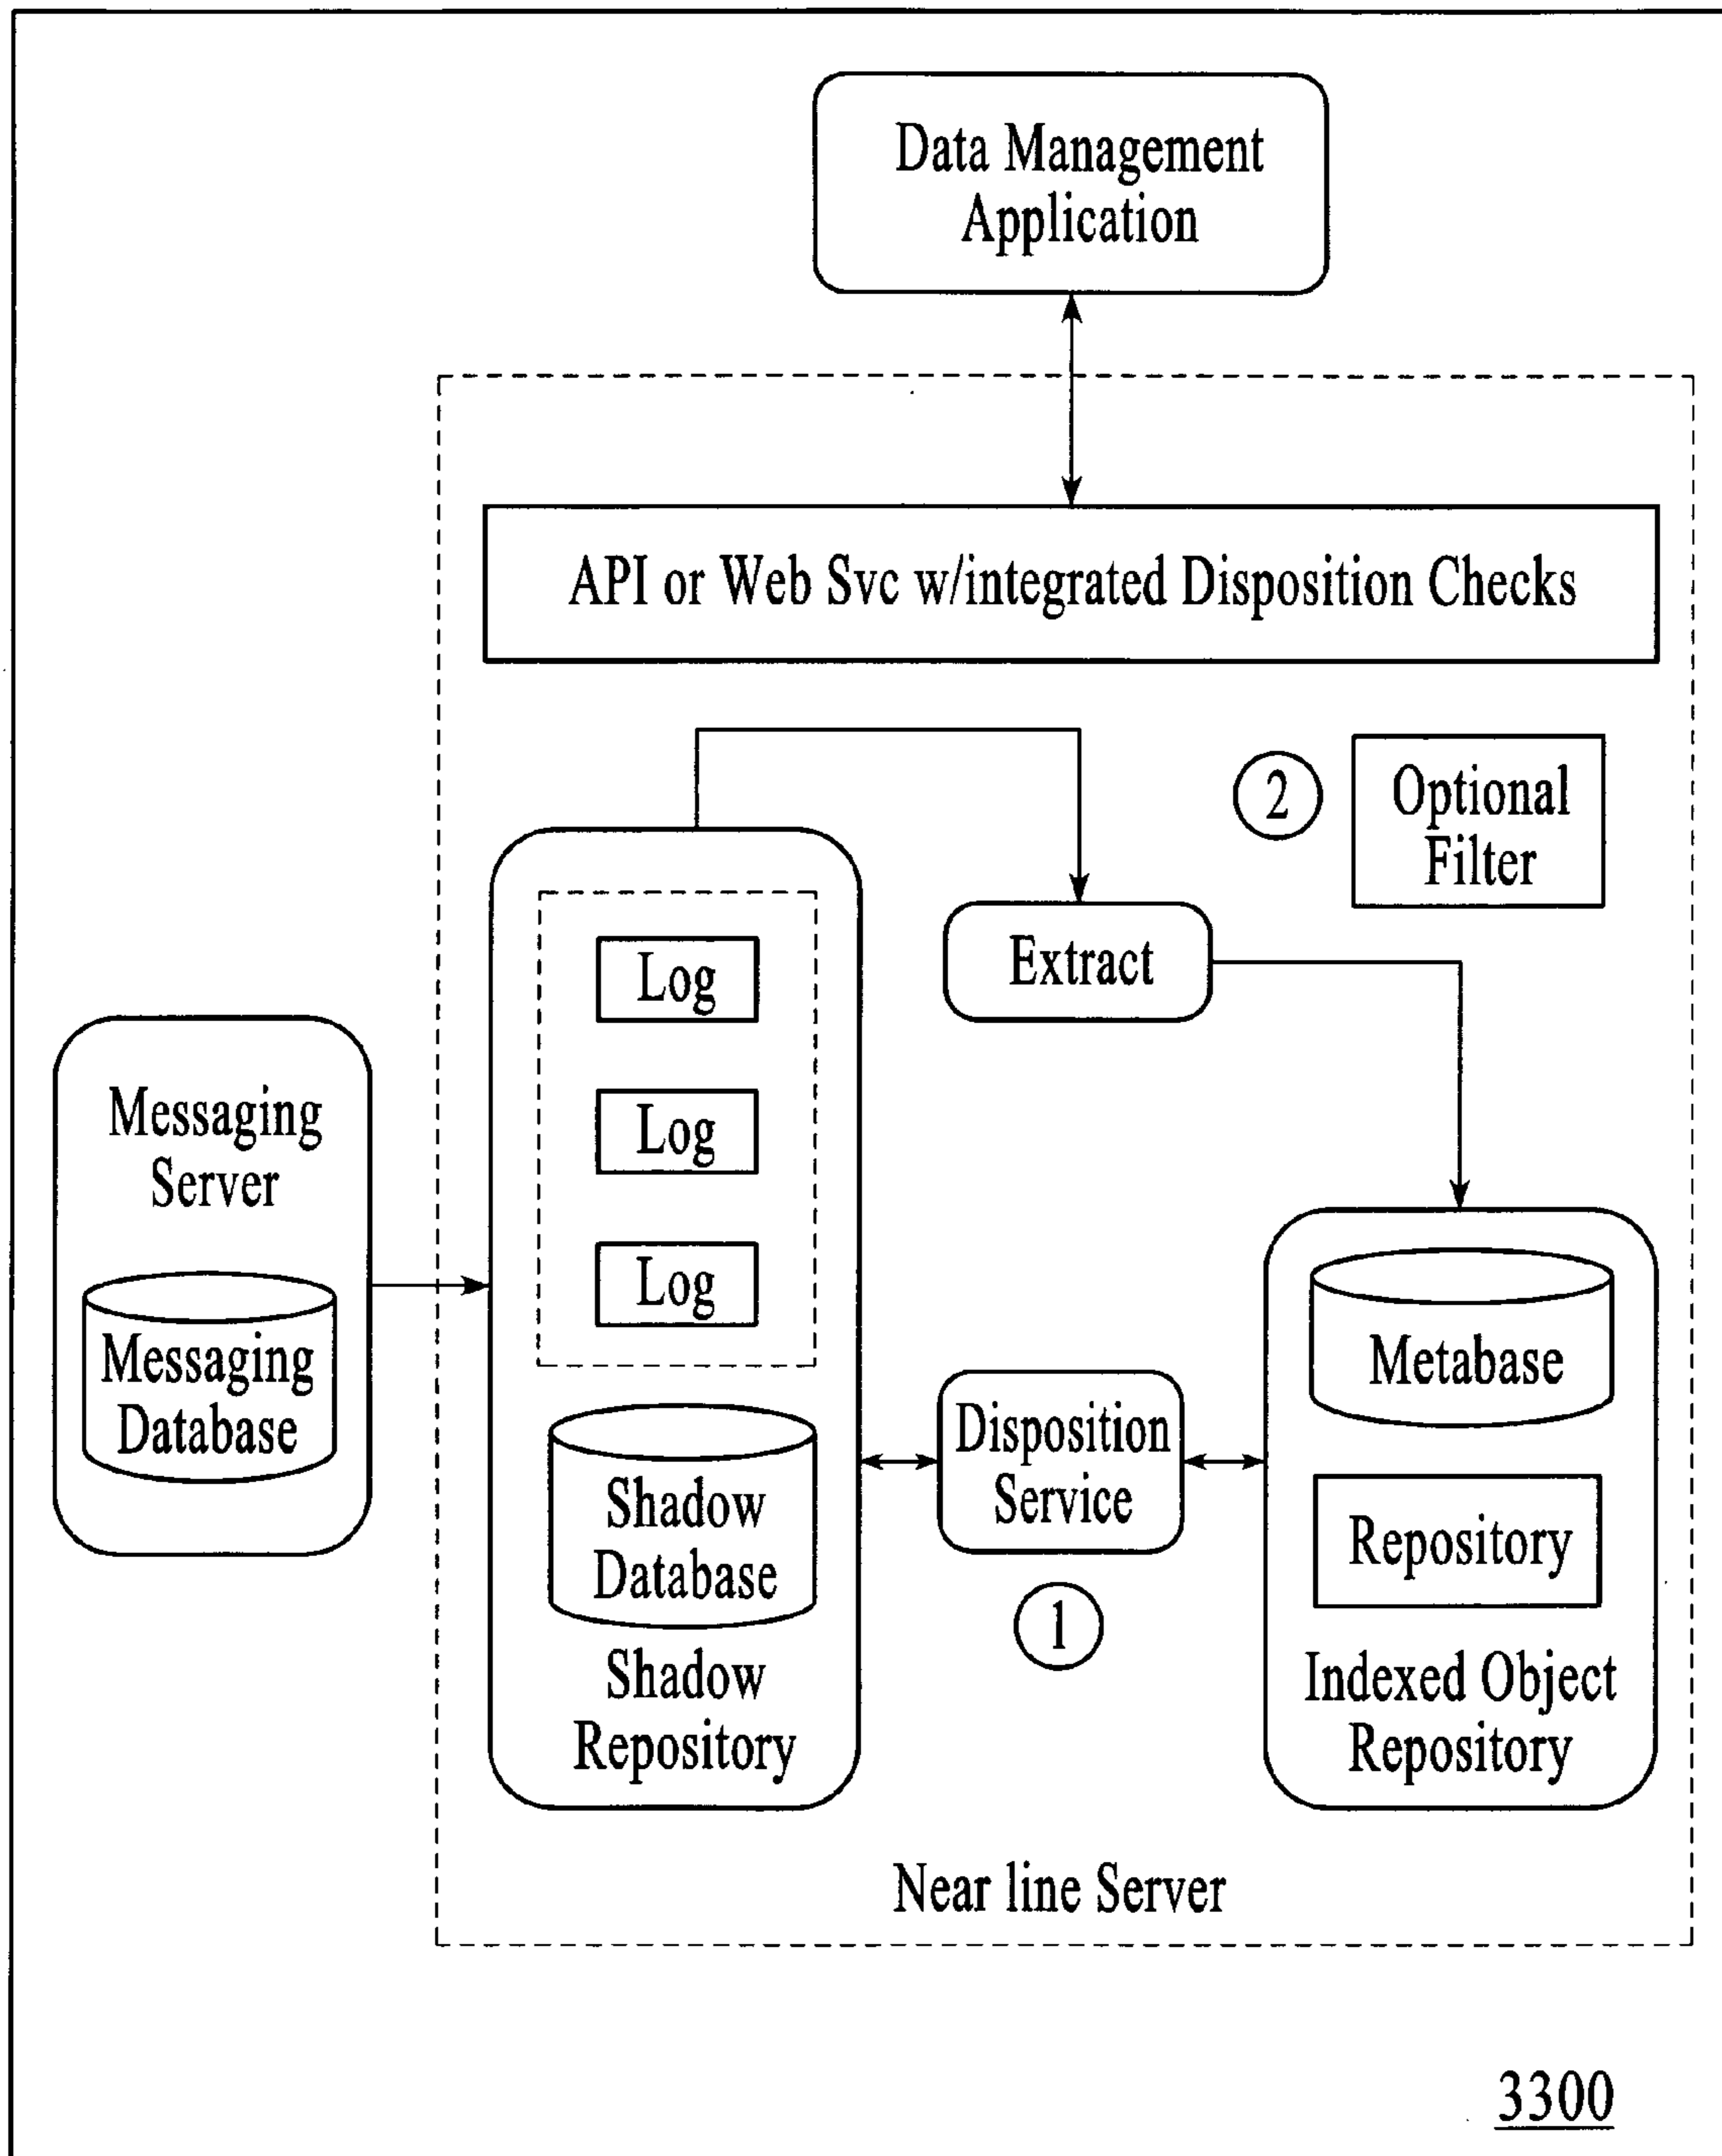 Data Management
Application
API or Web Svc w/integrated Disposition Checks
2
Optional
Filter
Extract
Log
Log
Log
Messaging
Server
Messaging
Database
Shadow
Database
Shadow
Repository
Disposition
Service
1
Metabase
Repository
Indexed Object
Repository
Near line Server
3300